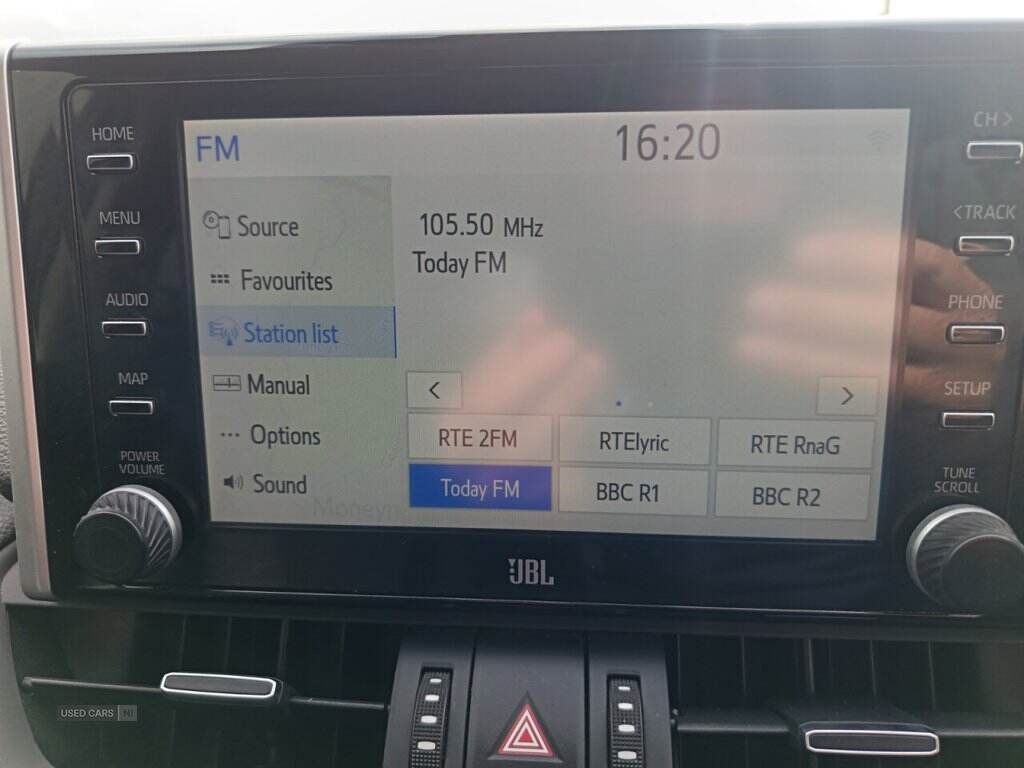 HOME
MENU
AUDIO
MAP
POWER
VOLUME
FM
16:20
Source
Favourites
Station list
Manual
Options
Sound
105.50 MHz
Today FM
<
>
RTE 2FM
RTElyric
RTE RnaG
Today FM
BBC R1
BBC R2
CH >
<TRACK
PHONE
SETUP
TUNE
SCROLL
JBL
USED CARS NI